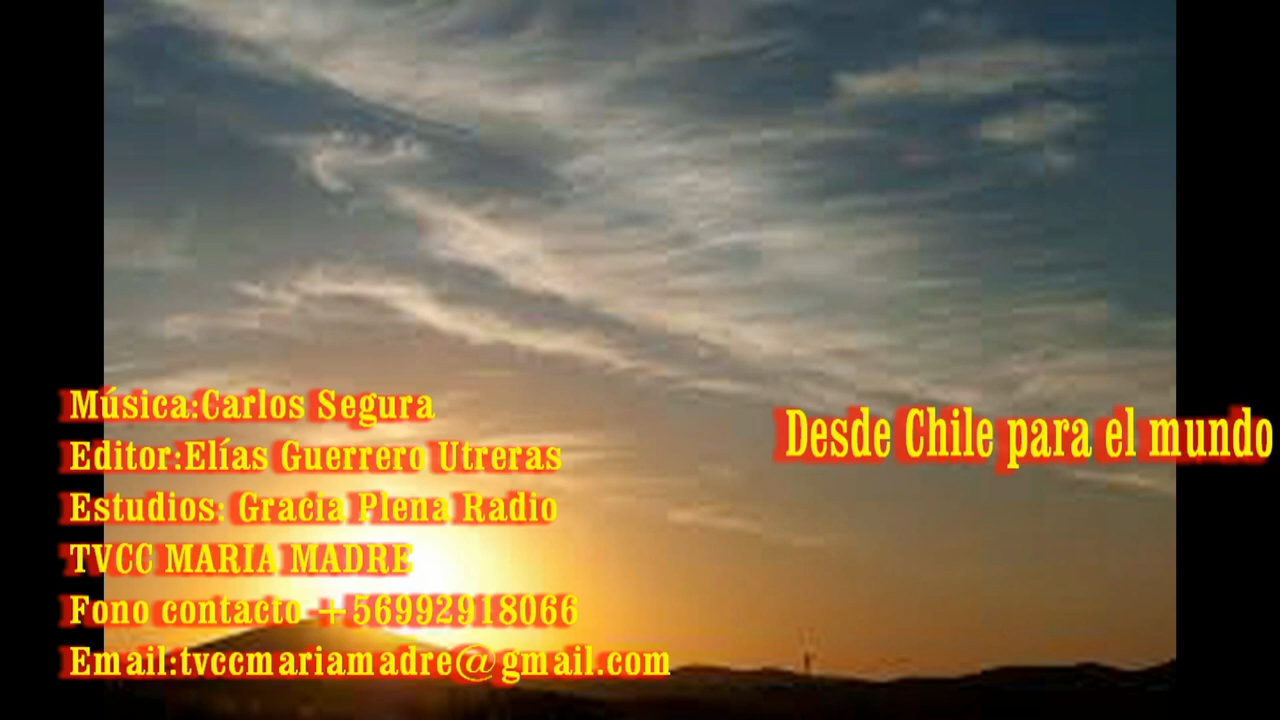 Música:Carlos Segura
Editor:Elías Guerrero Utreras
Estudios: Gracia Plena Radio
TVCC MARIA MADRE
Fono contacto +56992918066
Email:tvccmariamadre@gmail.com
Desde Chile para el mundo